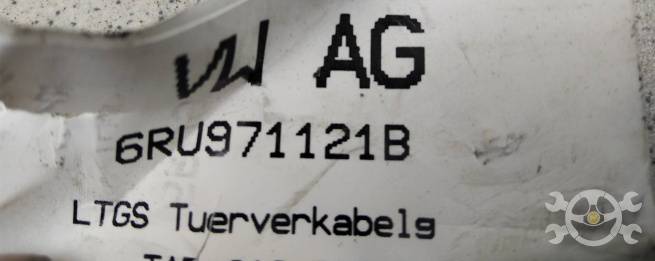 VW AG
6RU971121B
LTGS Tuerverkabelg